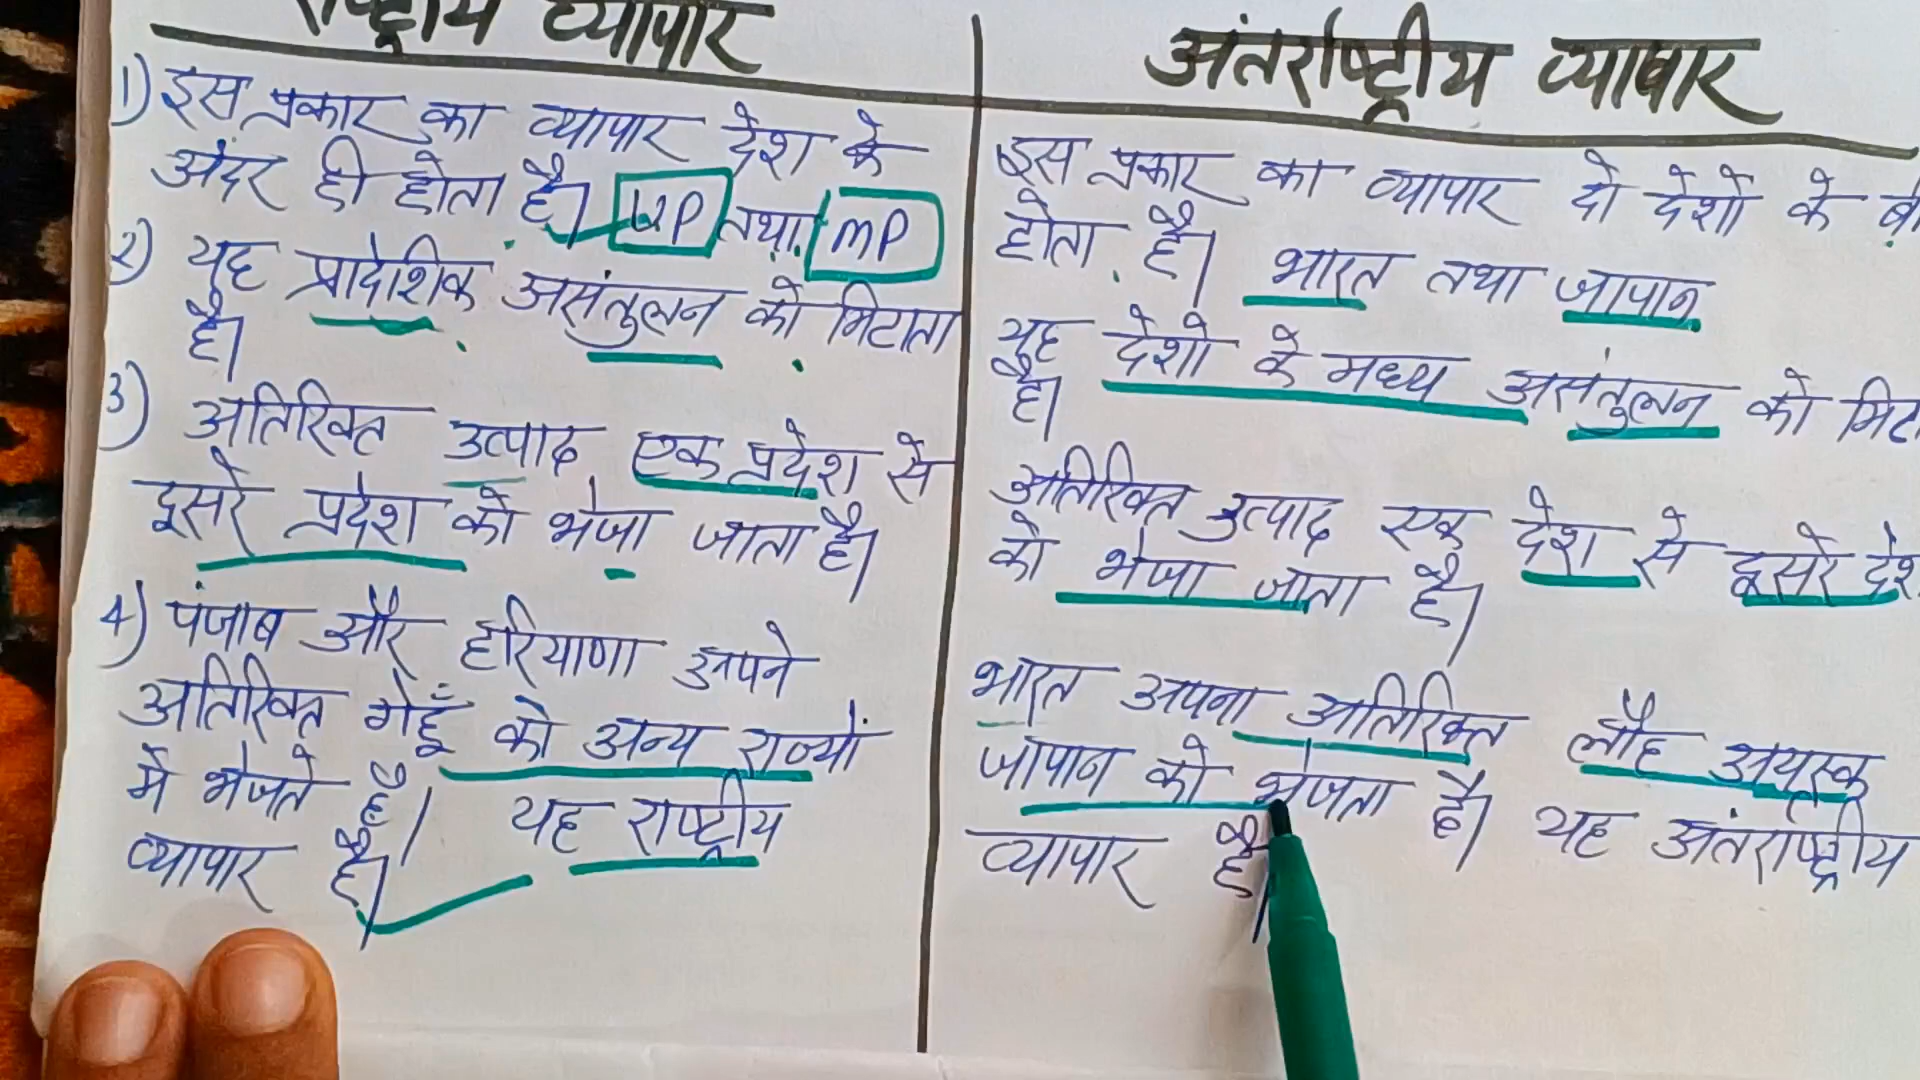 राष्ट्रीय व्यापार
1) इस प्रकार का व्यापार देश के
अंदर ही होता है। UP तथा MP
2) यह प्रादेशिक असंतुलन को मिटाता
है।
3) अतिरिक्त उत्पाद एक प्रदेश से
दूसरे प्रदेश को भेजा जाता है।
4) पंजाब और हरियाणा अपने
अतिरिक्त गेहूँ को अन्य राज्यों
में भेजते हैं। यह राष्ट्रीय
व्यापार है।
अंतर्राष्ट्रीय व्यापार
इस प्रकार का व्यापार दो देशों के
होता है। भारत तथा जापान
यह देशो के मध्य असंतुलन को
है।
अतिरिक्त उत्पाद एक देश से दूसरे देश
को भेजा जाता है।
भारत अपना अतिरिक्त लौह अयस्क
जापान को भेजता है। यह अंतर्राष्ट्रीय
व्यापार है।